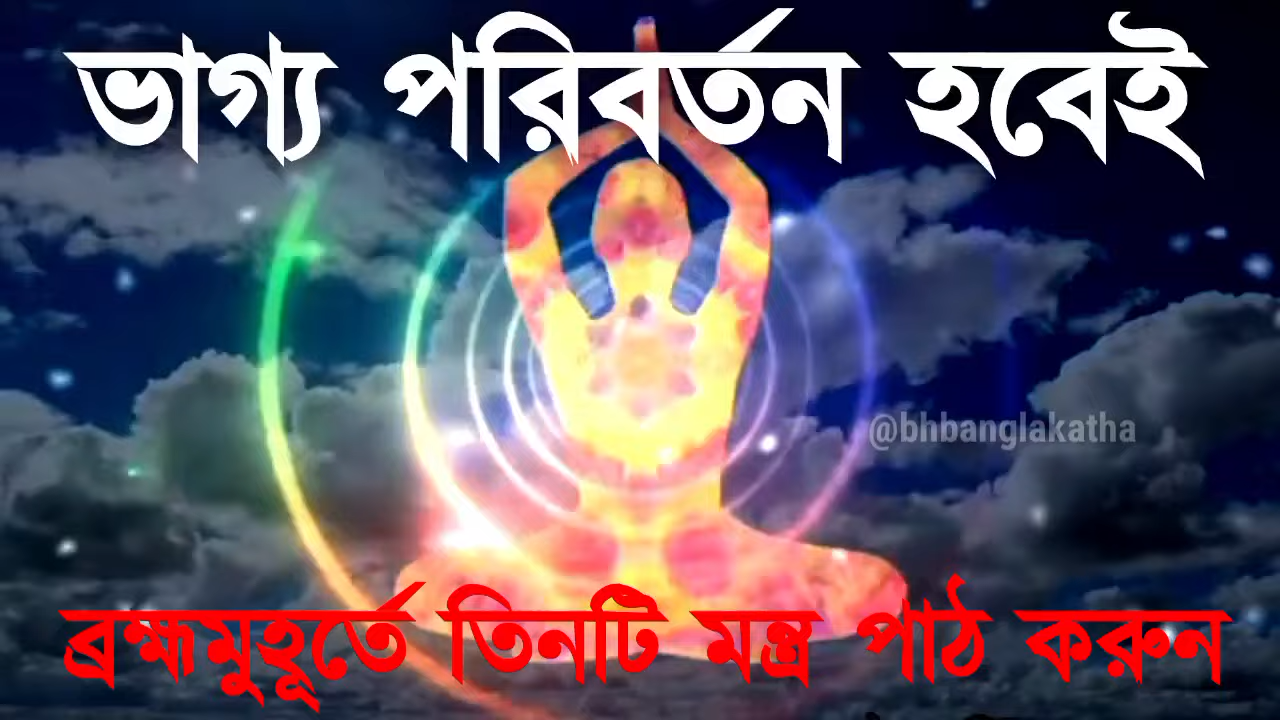 ভাগ্য পরিবর্তন হবেই
@bhbanglakatha
ব্রহ্মমুহূর্তে তিনটি মন্ত্র পাঠ করুন